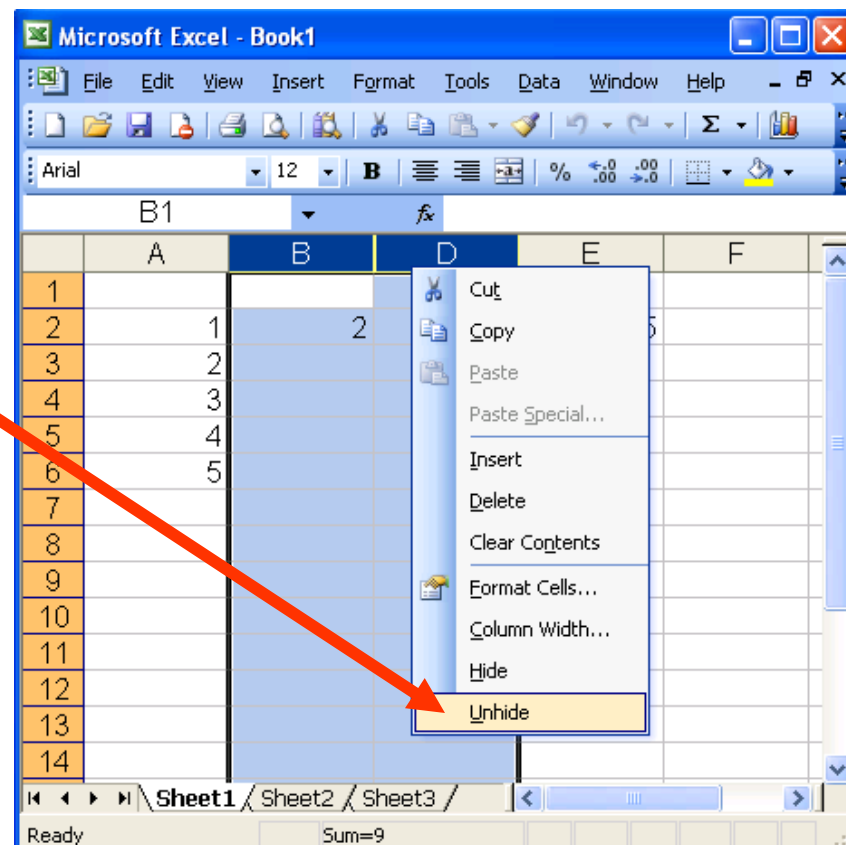 Microsoft Excel - Book1
File Edit View Insert Format Tools Data Window Help
Arial 12 B % .0 .00 .00 .0
B1 fx
A B D E F
1
2 1 2 5
3 2
4 3
5 4
6 5
7
8
9
10
11
12
13
14
Cut
Copy
Paste
Paste Special...
Insert
Delete
Clear Contents
Format Cells...
Column Width...
Hide
Unhide
Sheet1 Sheet2 Sheet3
Ready Sum=9